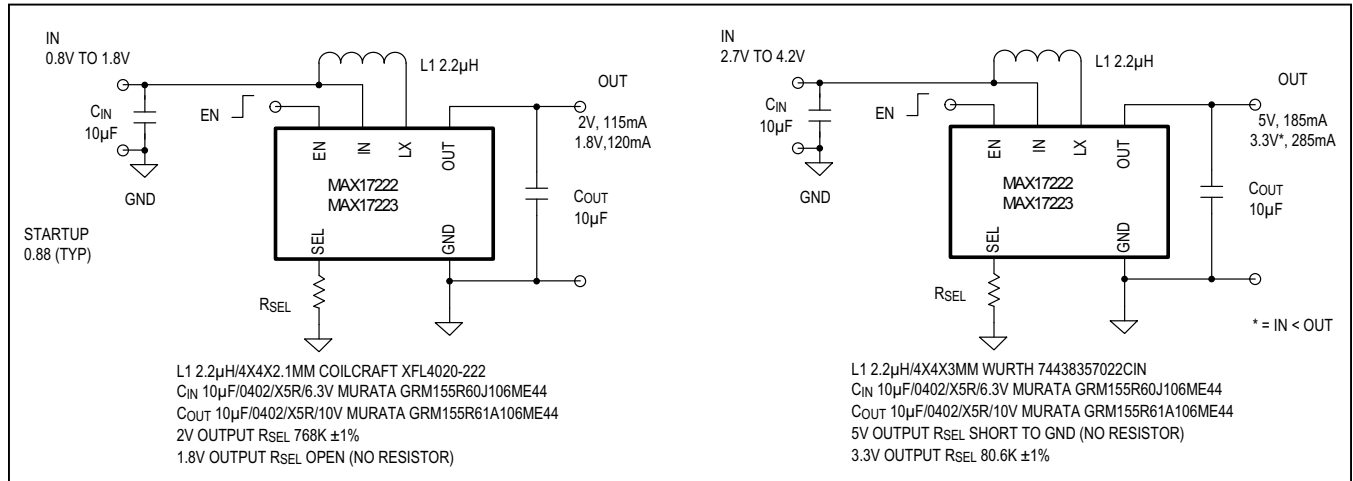 IN
0.8V TO 1.8V
L1 2.2µH
OUT
CIN
10µF
EN
2V, 115mA
1.8V,120mA
EN
IN
LX
OUT
GND
MAX17222
MAX17223
COUT
10µF
STARTUP
0.88 (TYP)
SEL
GND
RSEL
L1 2.2µH/4X4X2.1MM COILCRAFT XFL4020-222
CIN 10µF/0402/X5R/6.3V MURATA GRM155R60J106ME44
COUT 10µF/0402/X5R/10V MURATA GRM155R61A106ME44
2V OUTPUT RSEL 768K ±1%
1.8V OUTPUT RSEL OPEN (NO RESISTOR)
IN
2.7V TO 4.2V
L1 2.2µH
OUT
CIN
10µF
EN
5V, 185mA
3.3V*, 285mA
EN
IN
LX
OUT
GND
MAX17222
MAX17223
COUT
10µF
SEL
GND
RSEL
* = IN < OUT
L1 2.2µH/4X4X3MM WURTH 74438357022CIN
CIN 10µF/0402/X5R/6.3V MURATA GRM155R60J106ME44
COUT 10µF/0402/X5R/10V MURATA GRM155R61A106ME44
5V OUTPUT RSEL SHORT TO GND (NO RESISTOR)
3.3V OUTPUT RSEL 80.6K ±1%